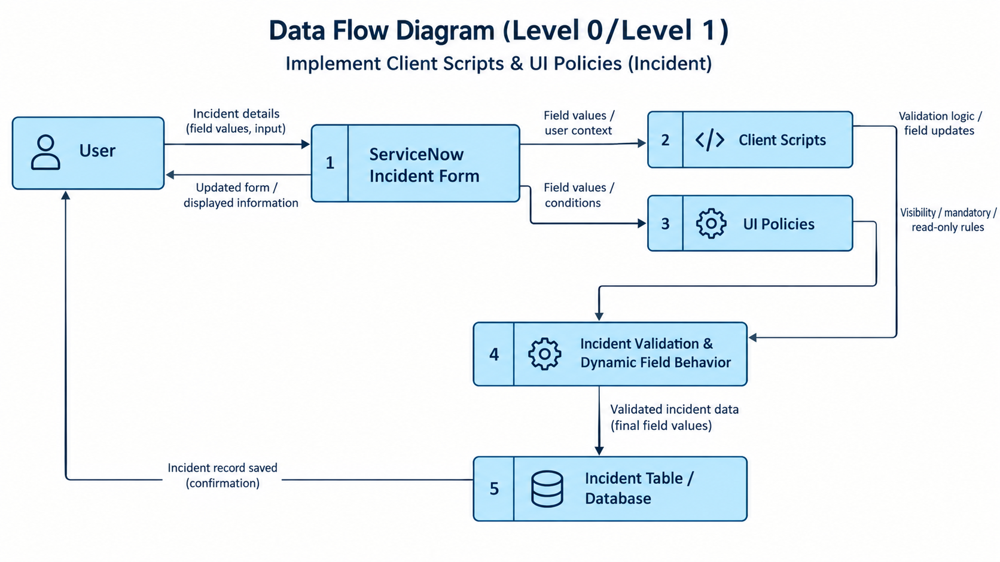 Data Flow Diagram (Level 0/Level 1)
Implement Client Scripts & UI Policies (Incident)
User
Incident details
(field values, input)
Updated form /
displayed information
1
ServiceNow
Incident Form
Field values /
user context
Field values /
conditions
2
</>
Client Scripts
Validation logic /
field updates
3
UI Policies
Visibility / mandatory /
read-only rules
4
Incident Validation &
Dynamic Field Behavior
Validated incident data
(final field values)
Incident record saved
(confirmation)
5
Incident Table /
Database